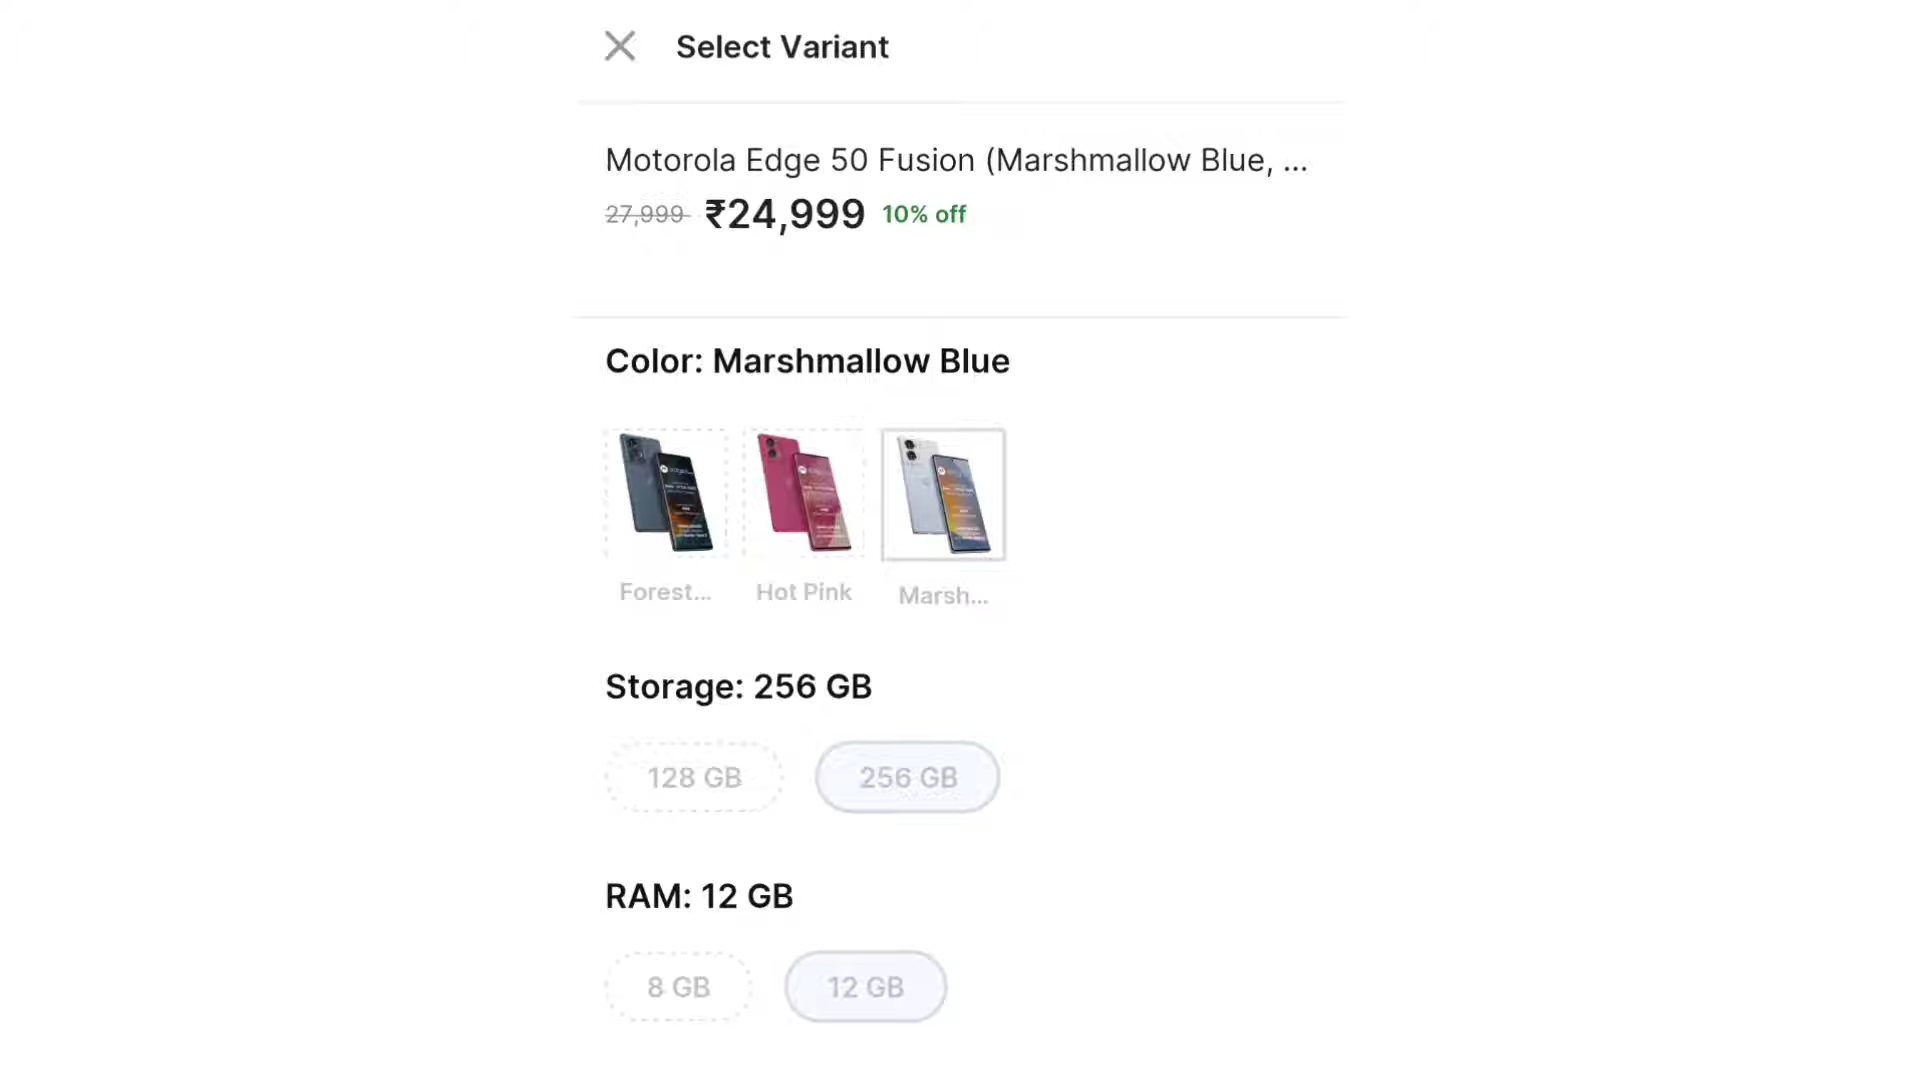 Select Variant
Motorola Edge 50 Fusion (Marshmallow Blue, ...
27,999 ₹24,999 10% off
Color: Marshmallow Blue
Forest... Hot Pink Marsh...
Storage: 256 GB
128 GB 256 GB
RAM: 12 GB
8 GB 12 GB